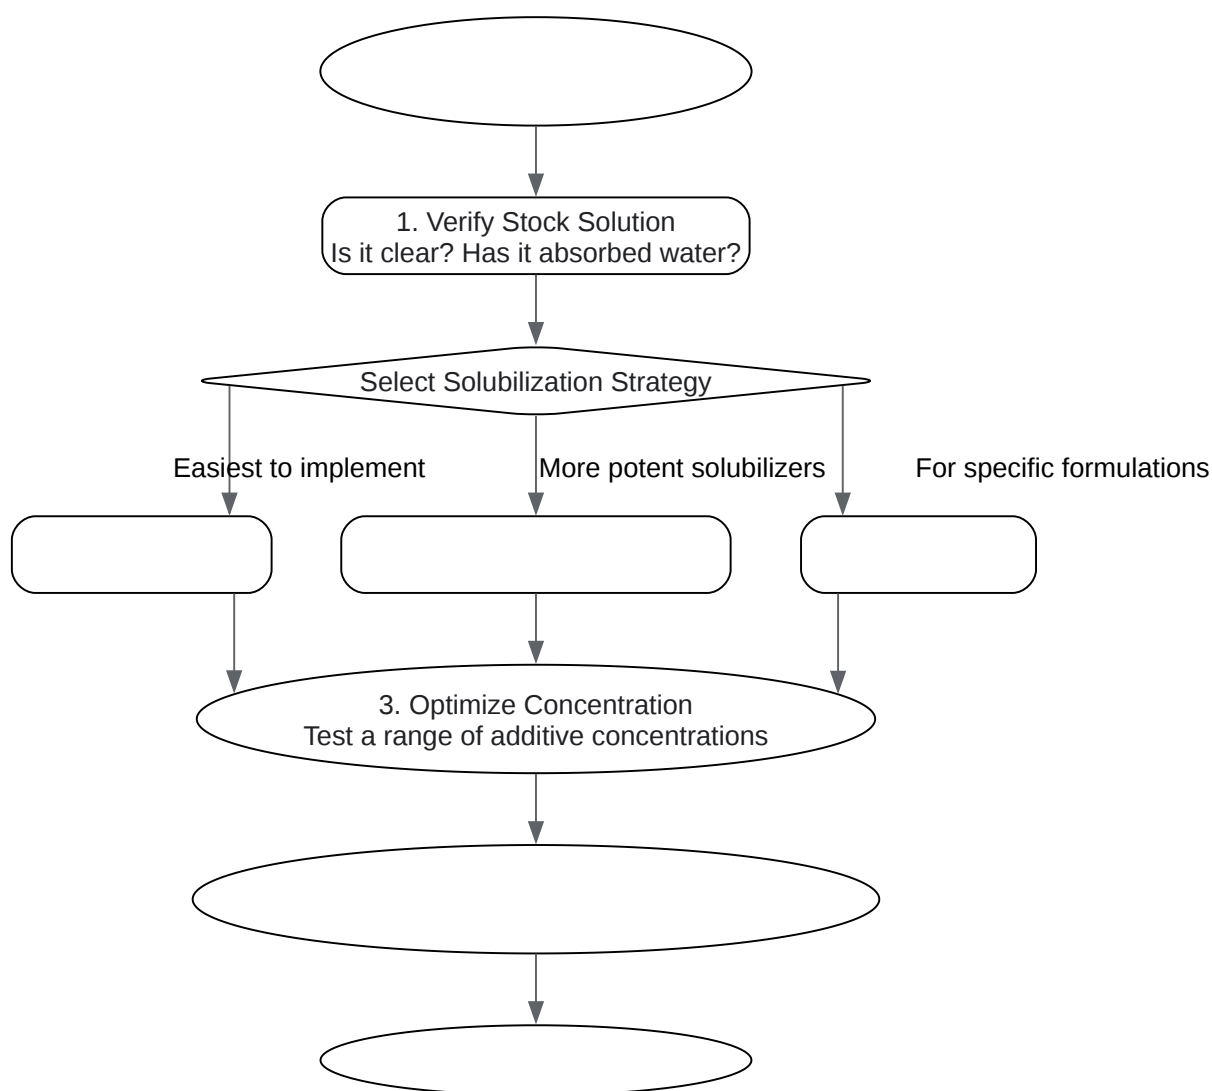 1. Verify Stock Solution
Is it clear? Has it absorbed water?
Select Solubilization Strategy
Easiest to implement
More potent solubilizers
For specific formulations
3. Optimize Concentration
Test a range of additive concentrations